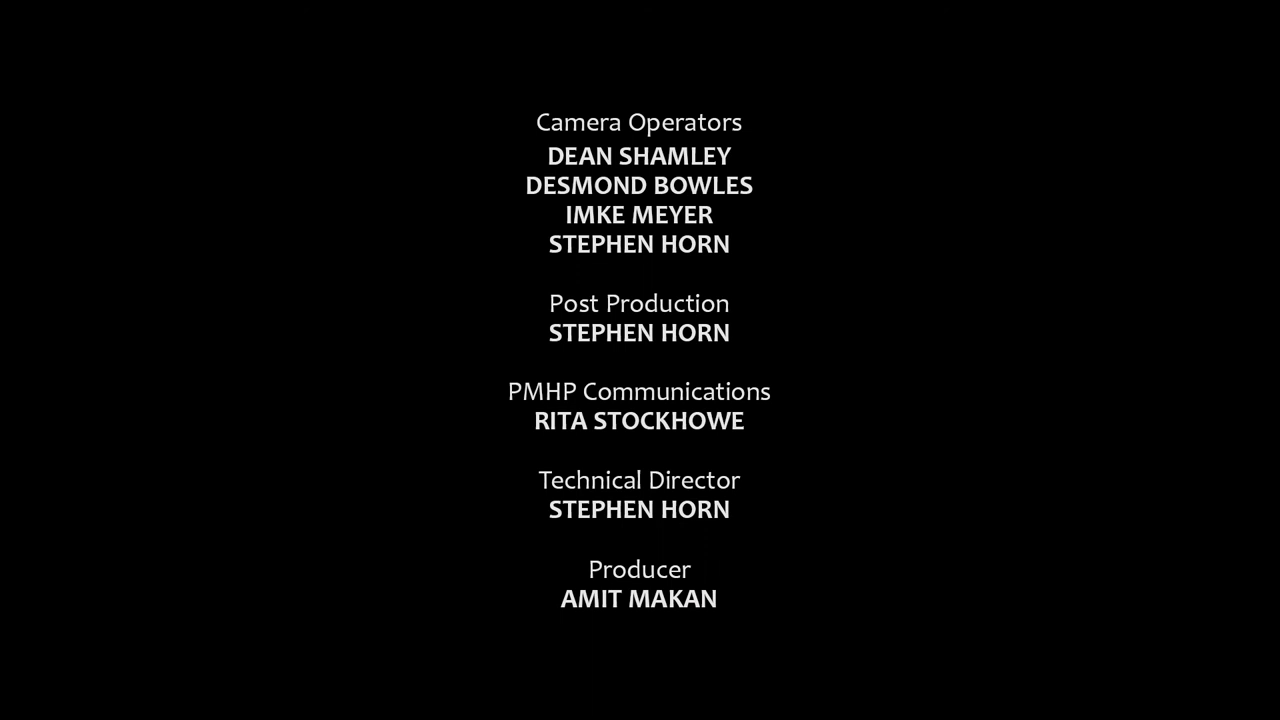 Camera Operators
DEAN SHAMLEY
DESMOND BOWLES
IMKE MEYER
STEPHEN HORN
Post Production
STEPHEN HORN
PMHP Communications
RITA STOCKHOWE
Technical Director
STEPHEN HORN
Producer
AMIT MAKAN